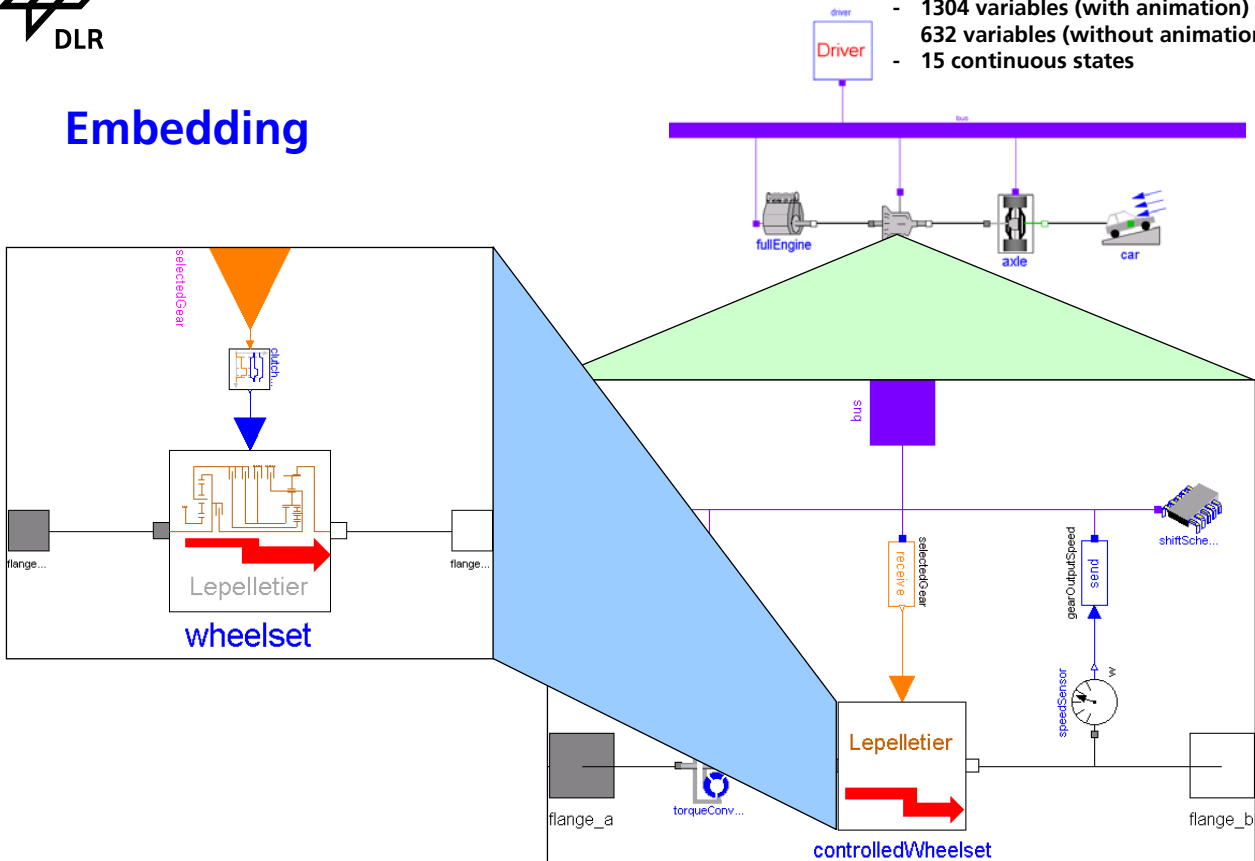 DLR
driver
Driver
- 1304 variables (with animation)
632 variables (without animation
- 15 continuous states
Embedding
bus
fullEngine
axle
car
selectedGear
clutch...
flange...
Lepelletier
flange...
wheelset
bus
shiftSche...
receive
selectedGear
gearOutputSpeed
send
speedSensor
w
Lepelletier
flange_a
torqueConv...
flange_b
controlledWheelset